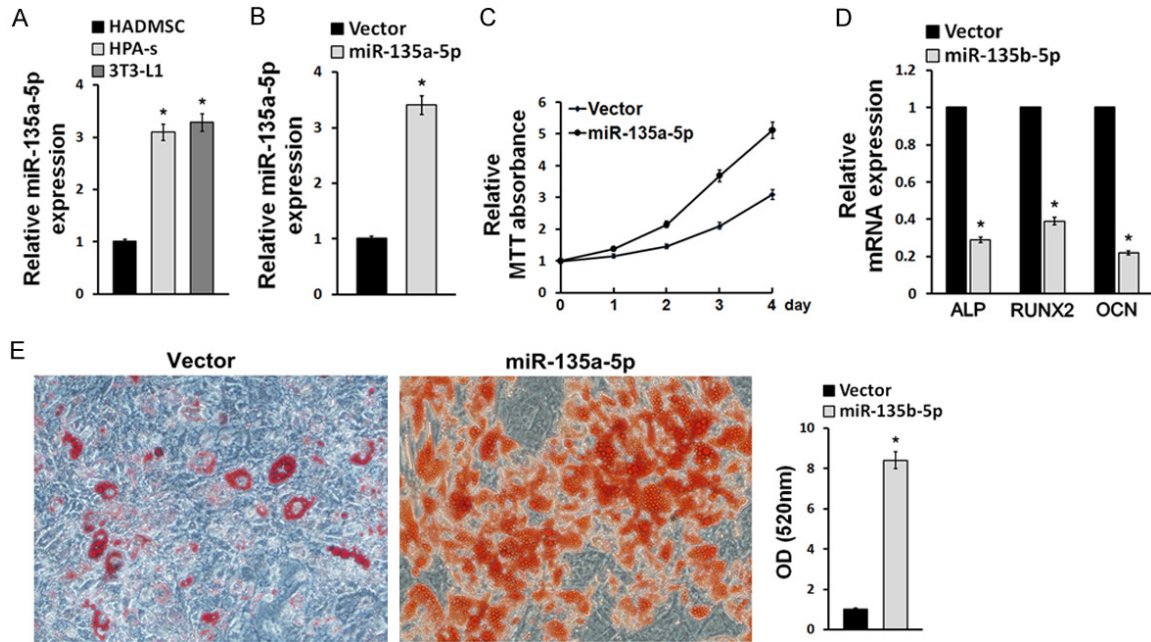 A
HADMSC
HPA-s
3T3-L1
Relative miR-135a-5p
expression
4
3
2
1
0
*
*
B
Vector
miR-135a-5p
Relative miR-135a-5p
expression
4
3
2
1
0
*
C
Relative
MTT absorbance
6
5
4
3
2
1
0
Vector
miR-135a-5p
0 1 2 3 4 day
D
Vector
miR-135b-5p
Relative
mRNA expression
1.2
1
0.8
0.6
0.4
0.2
0
*
*
*
ALP RUNX2 OCN
E
Vector
miR-135a-5p
Vector
miR-135b-5p
OD (520nm)
10
8
6
4
2
0
*